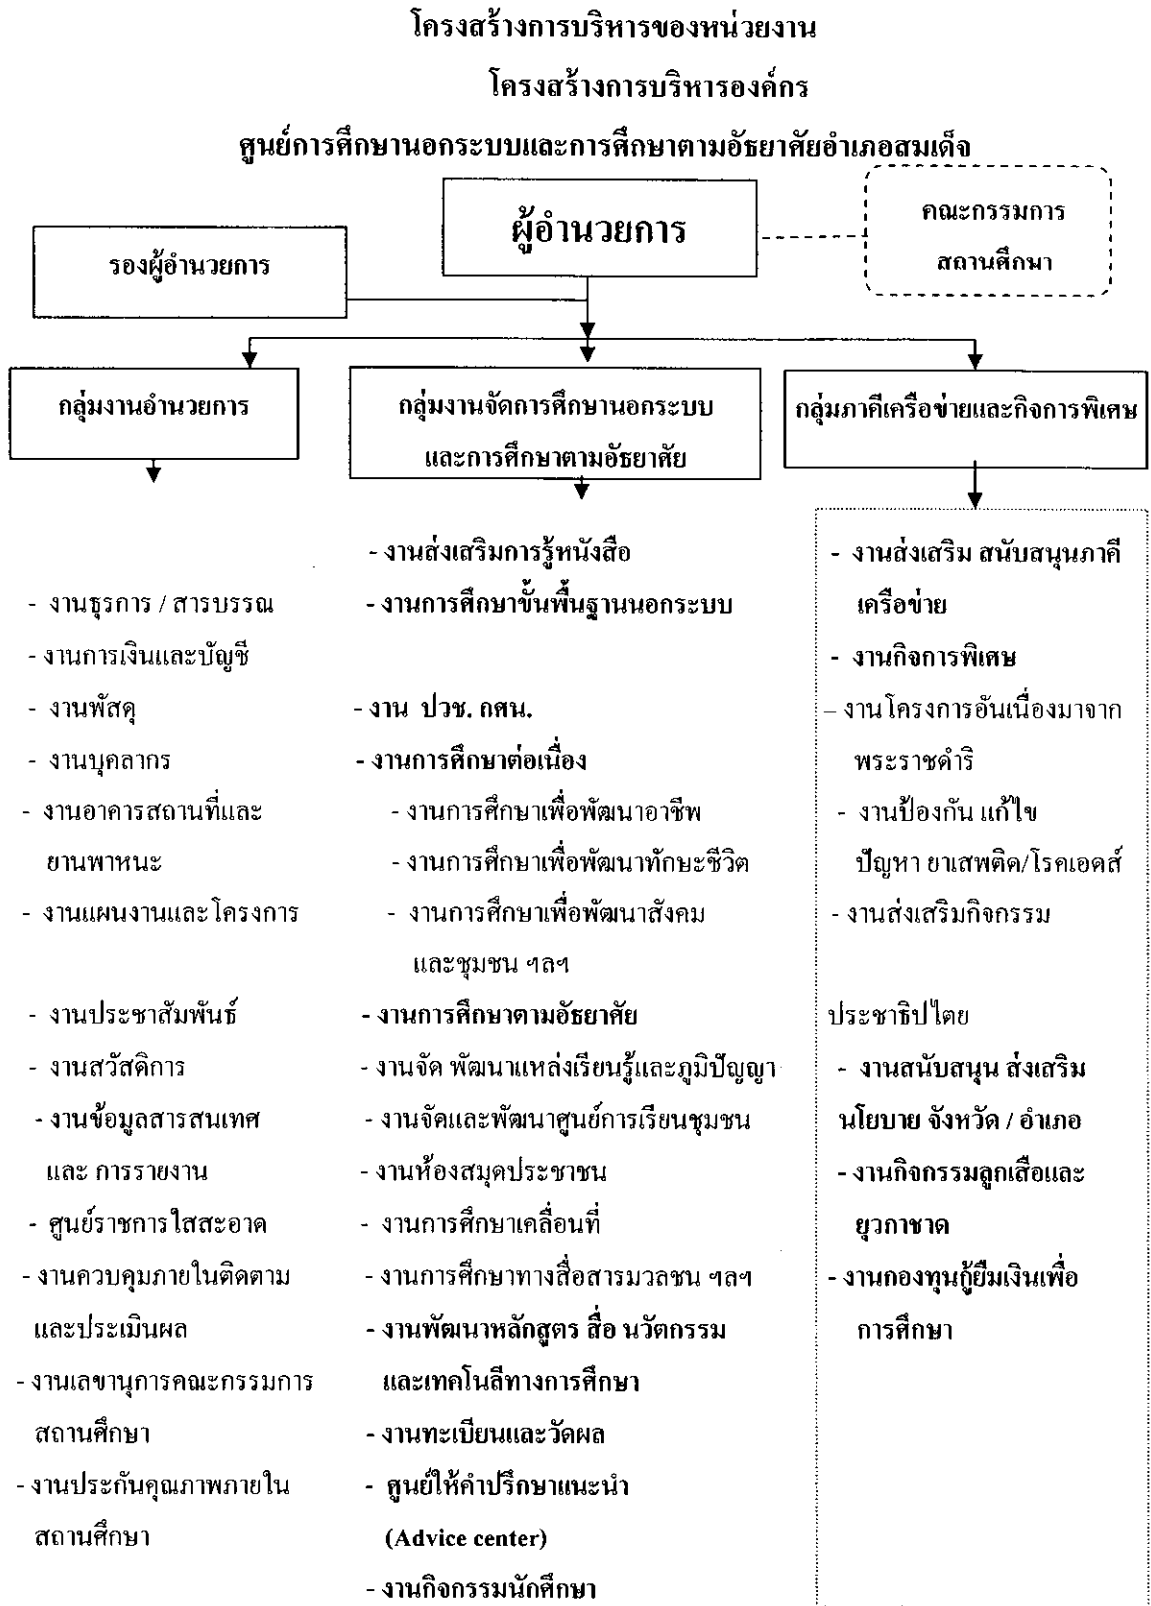 โครงสร้างการบริหารของหน่วยงาน
โครงสร้างการบริหารองค์กร
ศูนย์การศึกษานอกระบบและการศึกษาตามอัธยาศัยอำเภอสมเด็จ
ผู้อำนวยการ
คณะกรรมการ
สถานศึกษา
รองผู้อำนวยการ
กลุ่มงานอำนวยการ
- งานธุรการ / สารบรรณ
- งานการเงินและบัญชี
- งานพัสดุ
- งานบุคลากร
- งานอาคารสถานที่และ
ยานพาหนะ
- งานแผนงานและโครงการ
- งานประชาสัมพันธ์
- งานสวัสดิการ
- งานข้อมูลสารสนเทศ
และ การรายงาน
- ศูนย์ราชการใสสะอาด
- งานควบคุมภายในติดตาม
และประเมินผล
- งานเลขานุการคณะกรรมการ
สถานศึกษา
- งานประกันคุณภาพภายใน
สถานศึกษา
กลุ่มงานจัดการศึกษานอกระบบ
และการศึกษาตามอัธยาศัย
- งานส่งเสริมการรู้หนังสือ
- งานการศึกษาขั้นพื้นฐานนอกระบบ
- งาน ปวช. กศน.
- งานการศึกษาต่อเนื่อง
- งานการศึกษาเพื่อพัฒนาอาชีพ
- งานการศึกษาเพื่อพัฒนาทักษะชีวิต
- งานการศึกษาเพื่อพัฒนาสังคม
และชุมชน ฯลฯ
- งานการศึกษาตามอัธยาศัย
- งานจัด พัฒนาแหล่งเรียนรู้และภูมิปัญญา
- งานจัดและพัฒนาศูนย์การเรียนชุมชน
- งานห้องสมุดประชาชน
- งานการศึกษาเคลื่อนที่
- งานการศึกษาทางสื่อสารมวลชน ฯลฯ
- งานพัฒนาหลักสูตร สื่อ นวัตกรรม
และเทคโนลีทางการศึกษา
- งานทะเบียนและวัดผล
- ศูนย์ให้คำปรึกษาแนะนำ
(Advice center)
- งานกิจกรรมนักศึกษา
กลุ่มภาคีเครือข่ายและกิจการพิเศษ
- งานส่งเสริม สนับสนุนภาคี
เครือข่าย
- งานกิจการพิเศษ
– งานโครงการอันเนื่องมาจาก
พระราชดำริ
- งานป้องกัน แก้ไข
ปัญหา ยาเสพติด/โรคเอดส์
- งานส่งเสริมกิจกรรม
ประชาธิปไตย
- งานสนับสนุน ส่งเสริม
นโยบาย จังหวัด / อำเภอ
- งานกิจกรรมลูกเสือและ
ยุวกาชาด
- งานกองทุนกู้ยืมเงินเพื่อ
การศึกษา